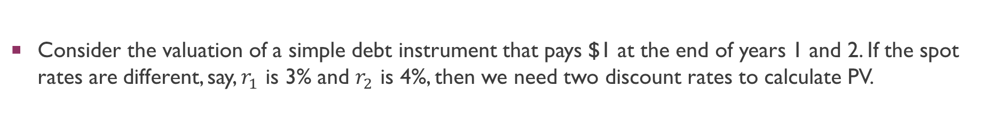 ▪ Consider the valuation of a simple debt instrument that pays $1 at the end of years 1 and 2. If the spot
rates are different, say, r₁ is 3% and r₂ is 4%, then we need two discount rates to calculate PV.